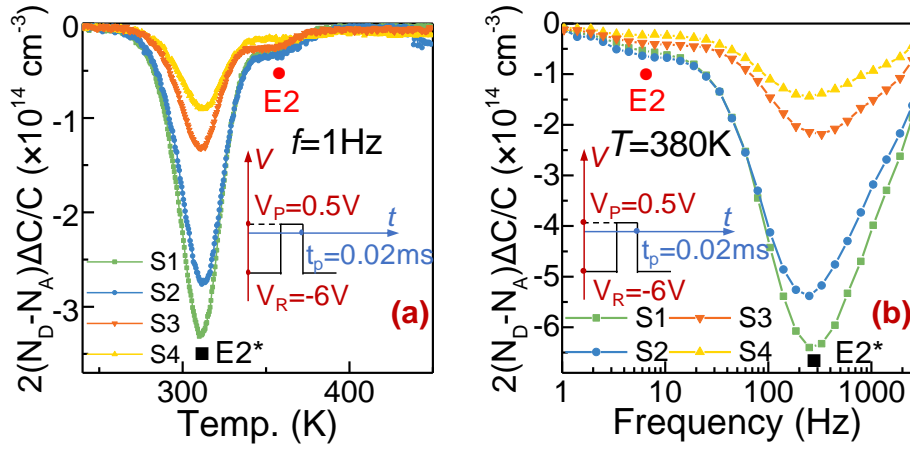 2(N_D-N_A)ΔC/C (×10^14 cm^-3)
0
-1
-2
-3
E2
f=1Hz
V
V_P=0.5V
t
t_p=0.02ms
V_R=-6V
S1
S2
S3
S4
(a)
E2*
300
400
Temp. (K)
2(N_D-N_A)ΔC/C (×10^14 cm^-3)
0
-1
-2
-3
-4
-5
-6
E2
T=380K
V
V_P=0.5V
t
t_p=0.02ms
V_R=-6V
(b)
S1
S3
S2
S4
E2*
1
10
100
1000
Frequency (Hz)